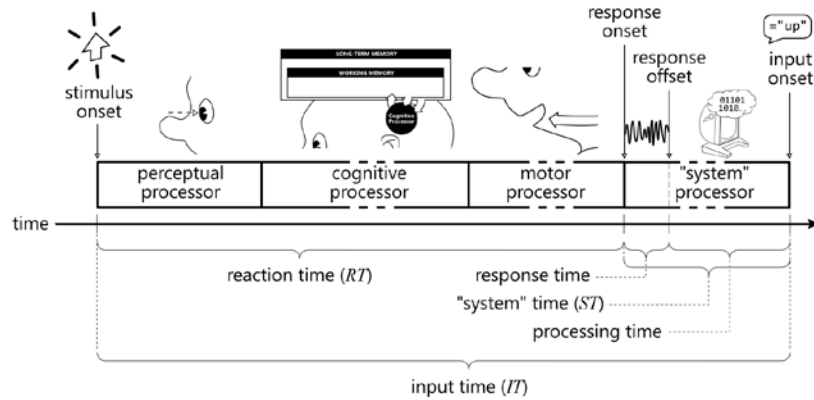 response
onset
="up"
stimulus
onset
LONG-TERM MEMORY
WORKING MEMORY
Cognitive
Processor
response
offset
input
onset
01101
1010...
perceptual
processor
cognitive
processor
motor
processor
"system"
processor
time
reaction time (RT)
response time
"system" time (ST)
processing time
input time (IT)